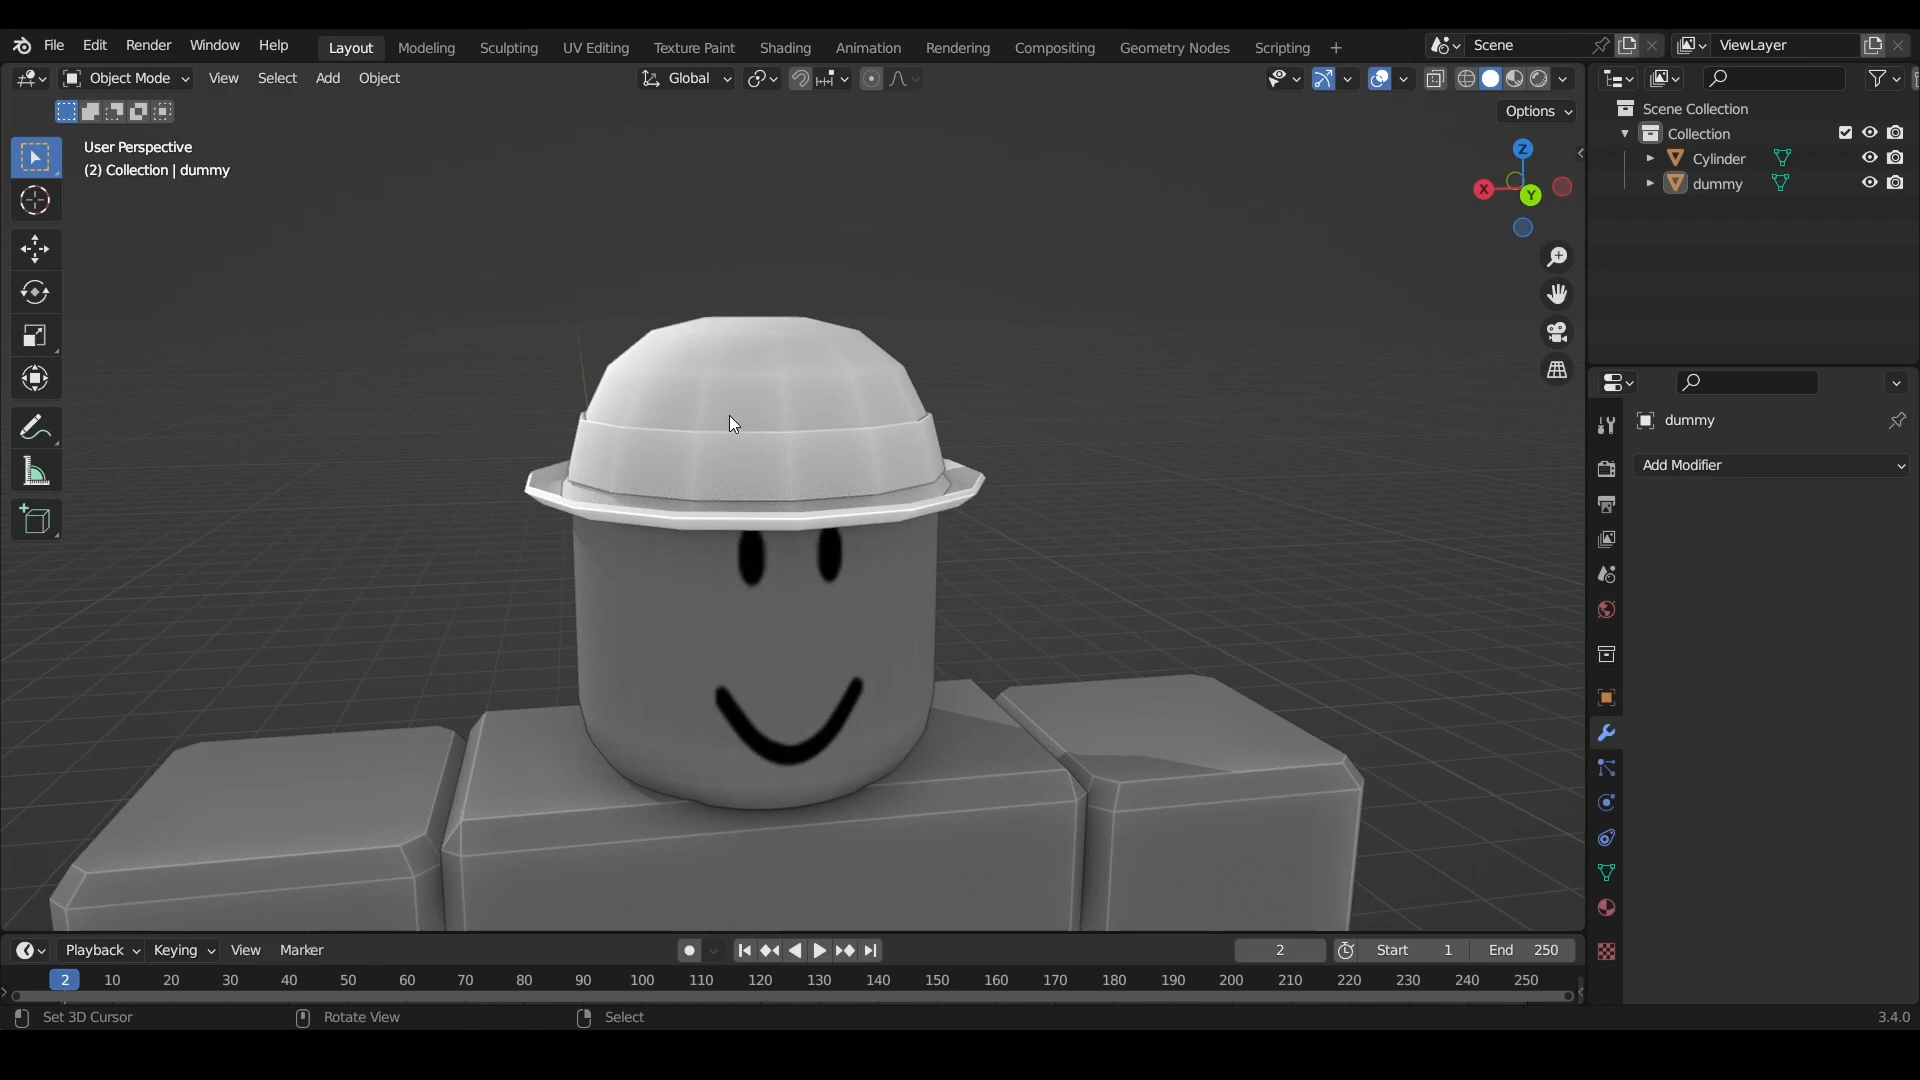 File Edit Render Window Help Layout Modeling Sculpting UV Editing Texture Paint Shading Animation Rendering Compositing Geometry Nodes Scripting + Scene ViewLayer
Object Mode View Select Add Object Global
Options
User Perspective
(2) Collection | dummy
Z
X
Y
Scene Collection
Collection
Cylinder
dummy
dummy
Add Modifier
Playback Keying View Marker 2 Start 1 End 250
2 10 20 30 40 50 60 70 80 90 100 110 120 130 140 150 160 170 180 190 200 210 220 230 240 250
Set 3D Cursor Rotate View Select 3.4.0